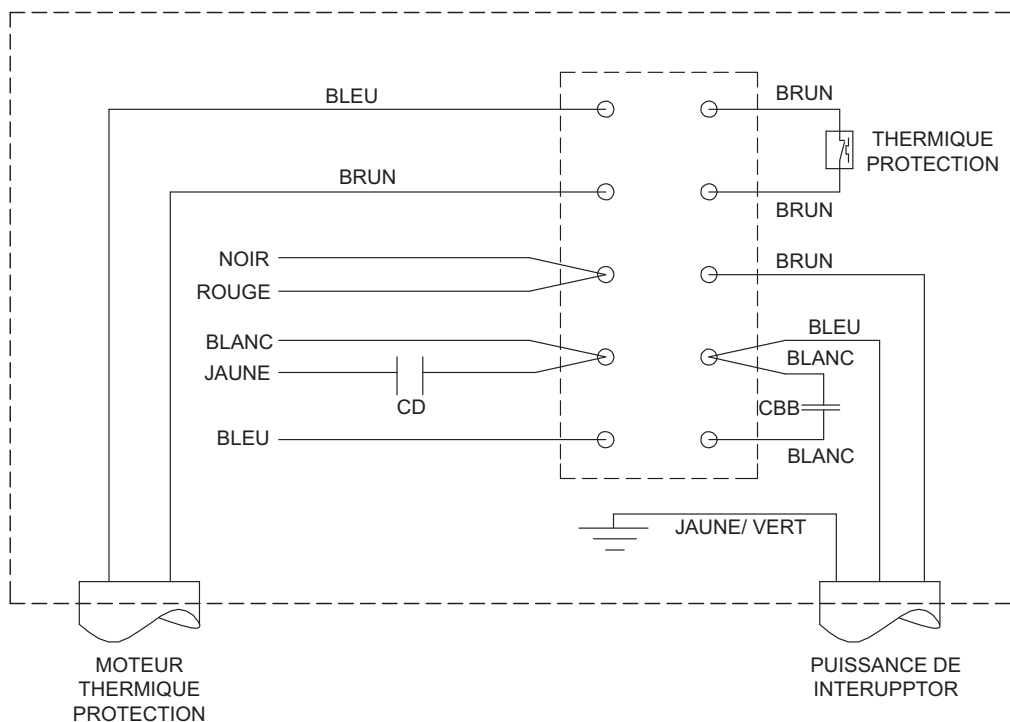 BLEU
BRUN
THERMIQUE
PROTECTION
BRUN
BRUN
NOIR
BRUN
ROUGE
BLEU
BLANC
BLANC
JAUNE
CD
CBB
BLEU
BLANC
JAUNE/ VERT
MOTEUR
THERMIQUE
PROTECTION
PUISSANCE DE
INTERUPPTOR